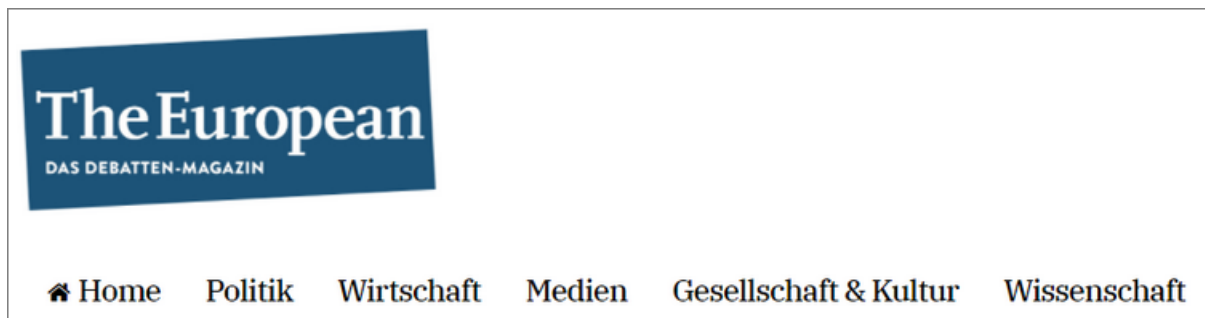 The European
DAS DEBATTEN-MAGAZIN
Home Politik Wirtschaft Medien Gesellschaft & Kultur Wissenschaft